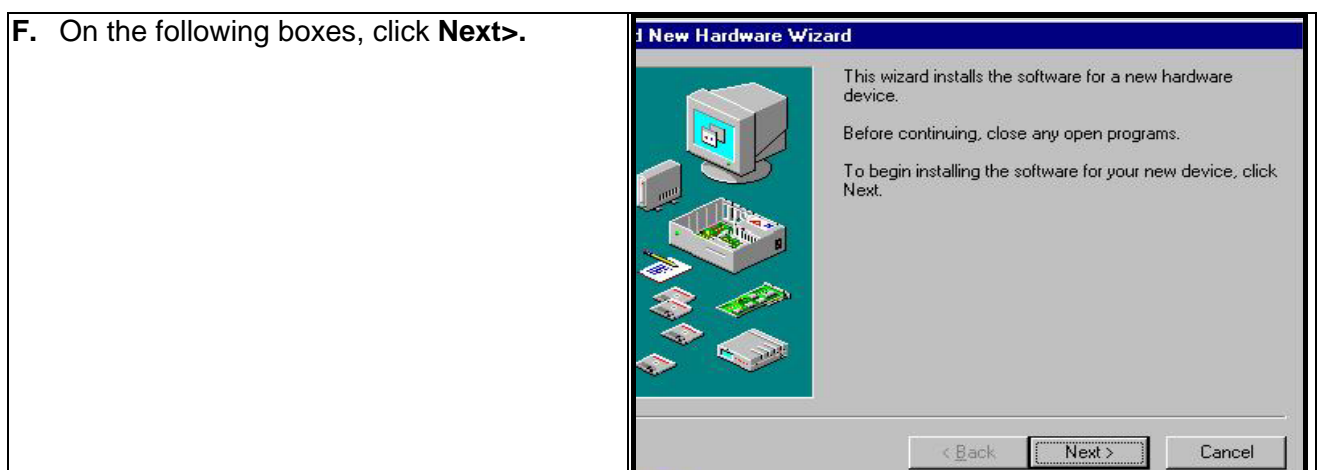 F. On the following boxes, click Next>.
d New Hardware Wizard
This wizard installs the software for a new hardware
device.
Before continuing, close any open programs.
To begin installing the software for your new device, click
Next.
< Back Next > Cancel